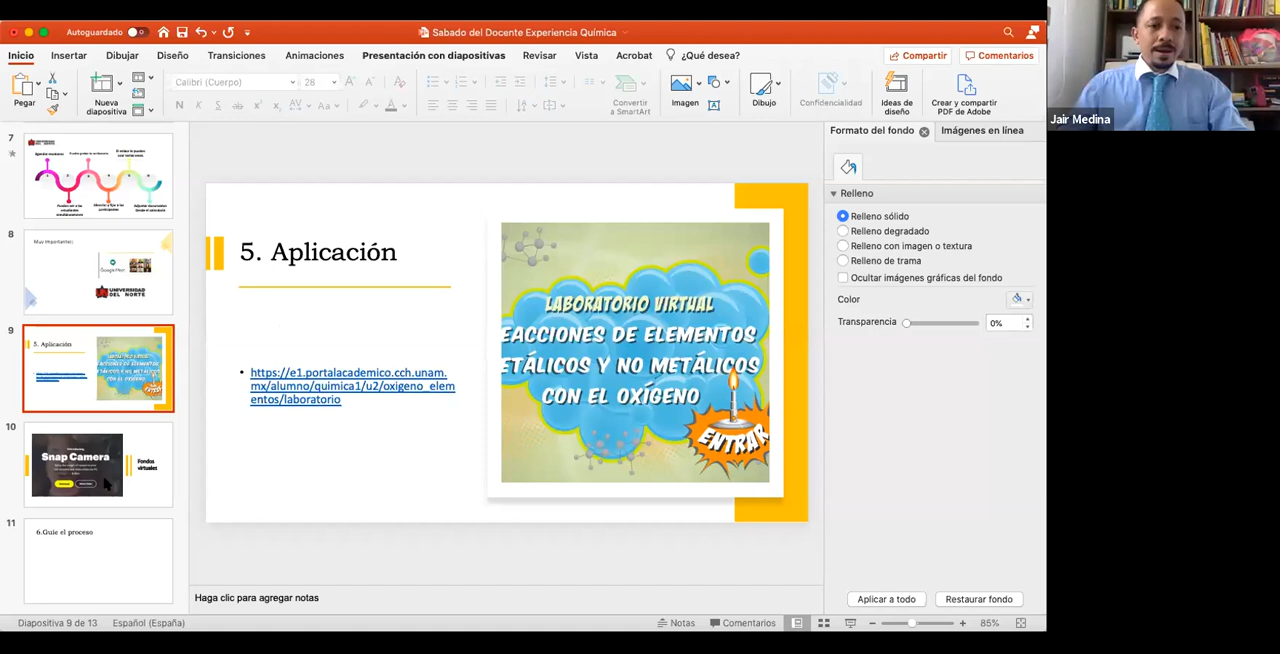 Autoguardado
Sabado del Docente Experiencia Química
Inicio
Insertar
Dibujar
Diseño
Transiciones
Animaciones
Presentación con diapositivas
Revisar
Vista
Acrobat
¿Qué desea?
Compartir
Comentarios
Pegar
Nueva
diapositiva
Calibri (Cuerpo)
28
Convertir
a SmartArt
Imagen
Dibujo
Confidencialidad
Ideas de
diseño
Crear y compartir
PDF de Adobe
Jair Medina
7
8
Muy importante:
Google Meet
UNIVERSIDAD
DEL NORTE
9
5. Aplicación
10
Snap Camera
Fondos
virtuales
11
6.Guie el proceso
5. Aplicación
• https://e1.portalacademico.cch.unam.
mx/alumno/quimica1/u2/oxigeno_elem
entos/laboratorio
LABORATORIO VIRTUAL
EACCIONES DE ELEMENTOS
ETÁLICOS Y NO METÁLICOS
CON EL OXÍGENO
ENTRAR
Formato del fondo
Imágenes en línea
Relleno
Relleno sólido
Relleno degradado
Relleno con imagen o textura
Relleno de trama
Ocultar imágenes gráficas del fondo
Color
Transparencia
0%
Aplicar a todo
Restaurar fondo
Haga clic para agregar notas
Diapositiva 9 de 13
Español (España)
Notas
Comentarios
85%